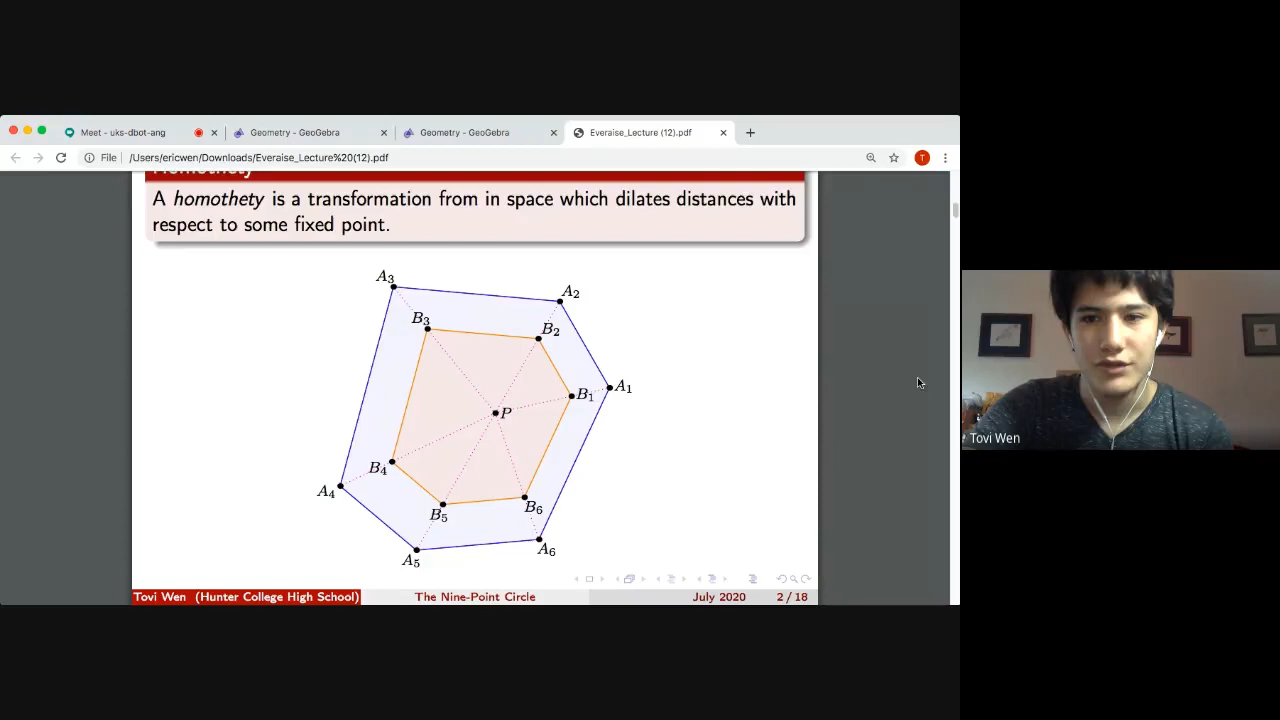 Meet - uks-dbot-ang
Geometry - GeoGebra
Geometry - GeoGebra
Everaise_Lecture (12).pdf
File
/Users/ericwen/Downloads/Everaise_Lecture%20(12).pdf
T
Homothety
A homothety is a transformation from in space which dilates distances with
respect to some fixed point.
A3
A2
B3
B2
A1
B1
P
B4
A4
B5
B6
A5
A6
Tovi Wen (Hunter College High School)
The Nine-Point Circle
July 2020
2 / 18
Tovi Wen